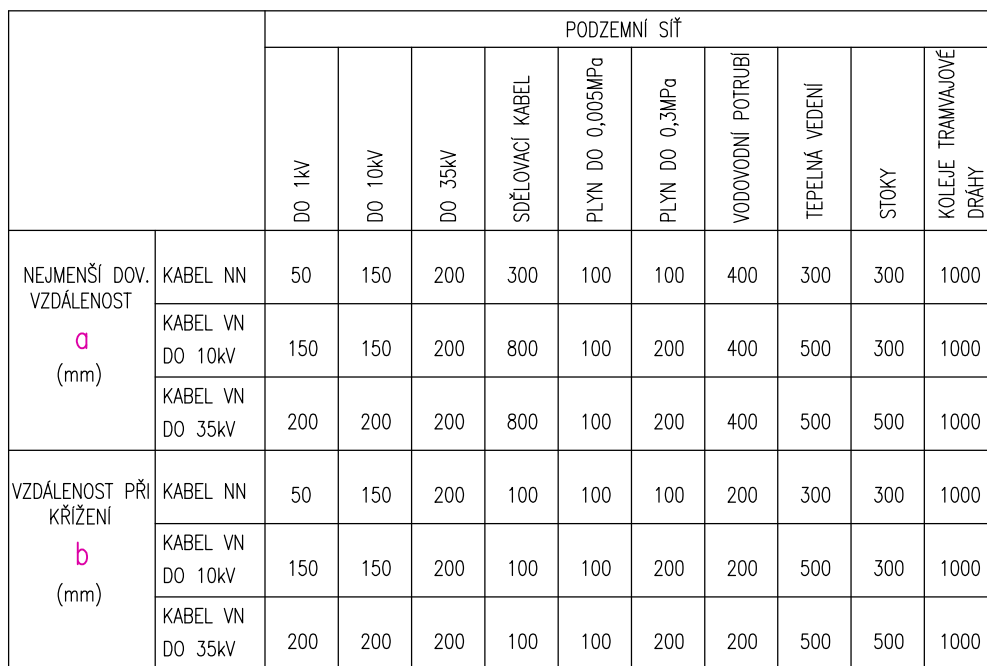 PODZEMNÍ SÍŤ
DO 1kV
DO 10kV
DO 35kV
SDĚLOVACÍ KABEL
PLYN DO 0,005MPa
PLYN DO 0,3MPa
VODOVODNÍ POTRUBÍ
TEPELNÁ VEDENÍ
STOKY
KOLEJE TRAMVAJOVÉ
DRÁHY
NEJMENŠÍ DOV.
VZDÁLENOST
a
(mm)
KABEL NN 50 150 200 300 100 100 400 300 300 1000
KABEL VN
DO 10kV 150 150 200 800 100 200 400 500 300 1000
KABEL VN
DO 35kV 200 200 200 800 100 200 400 500 500 1000
VZDÁLENOST PŘI
KŘÍŽENÍ
b
(mm)
KABEL NN 50 150 200 100 100 100 200 300 300 1000
KABEL VN
DO 10kV 150 150 200 100 100 200 200 500 300 1000
KABEL VN
DO 35kV 200 200 200 100 100 200 200 500 500 1000